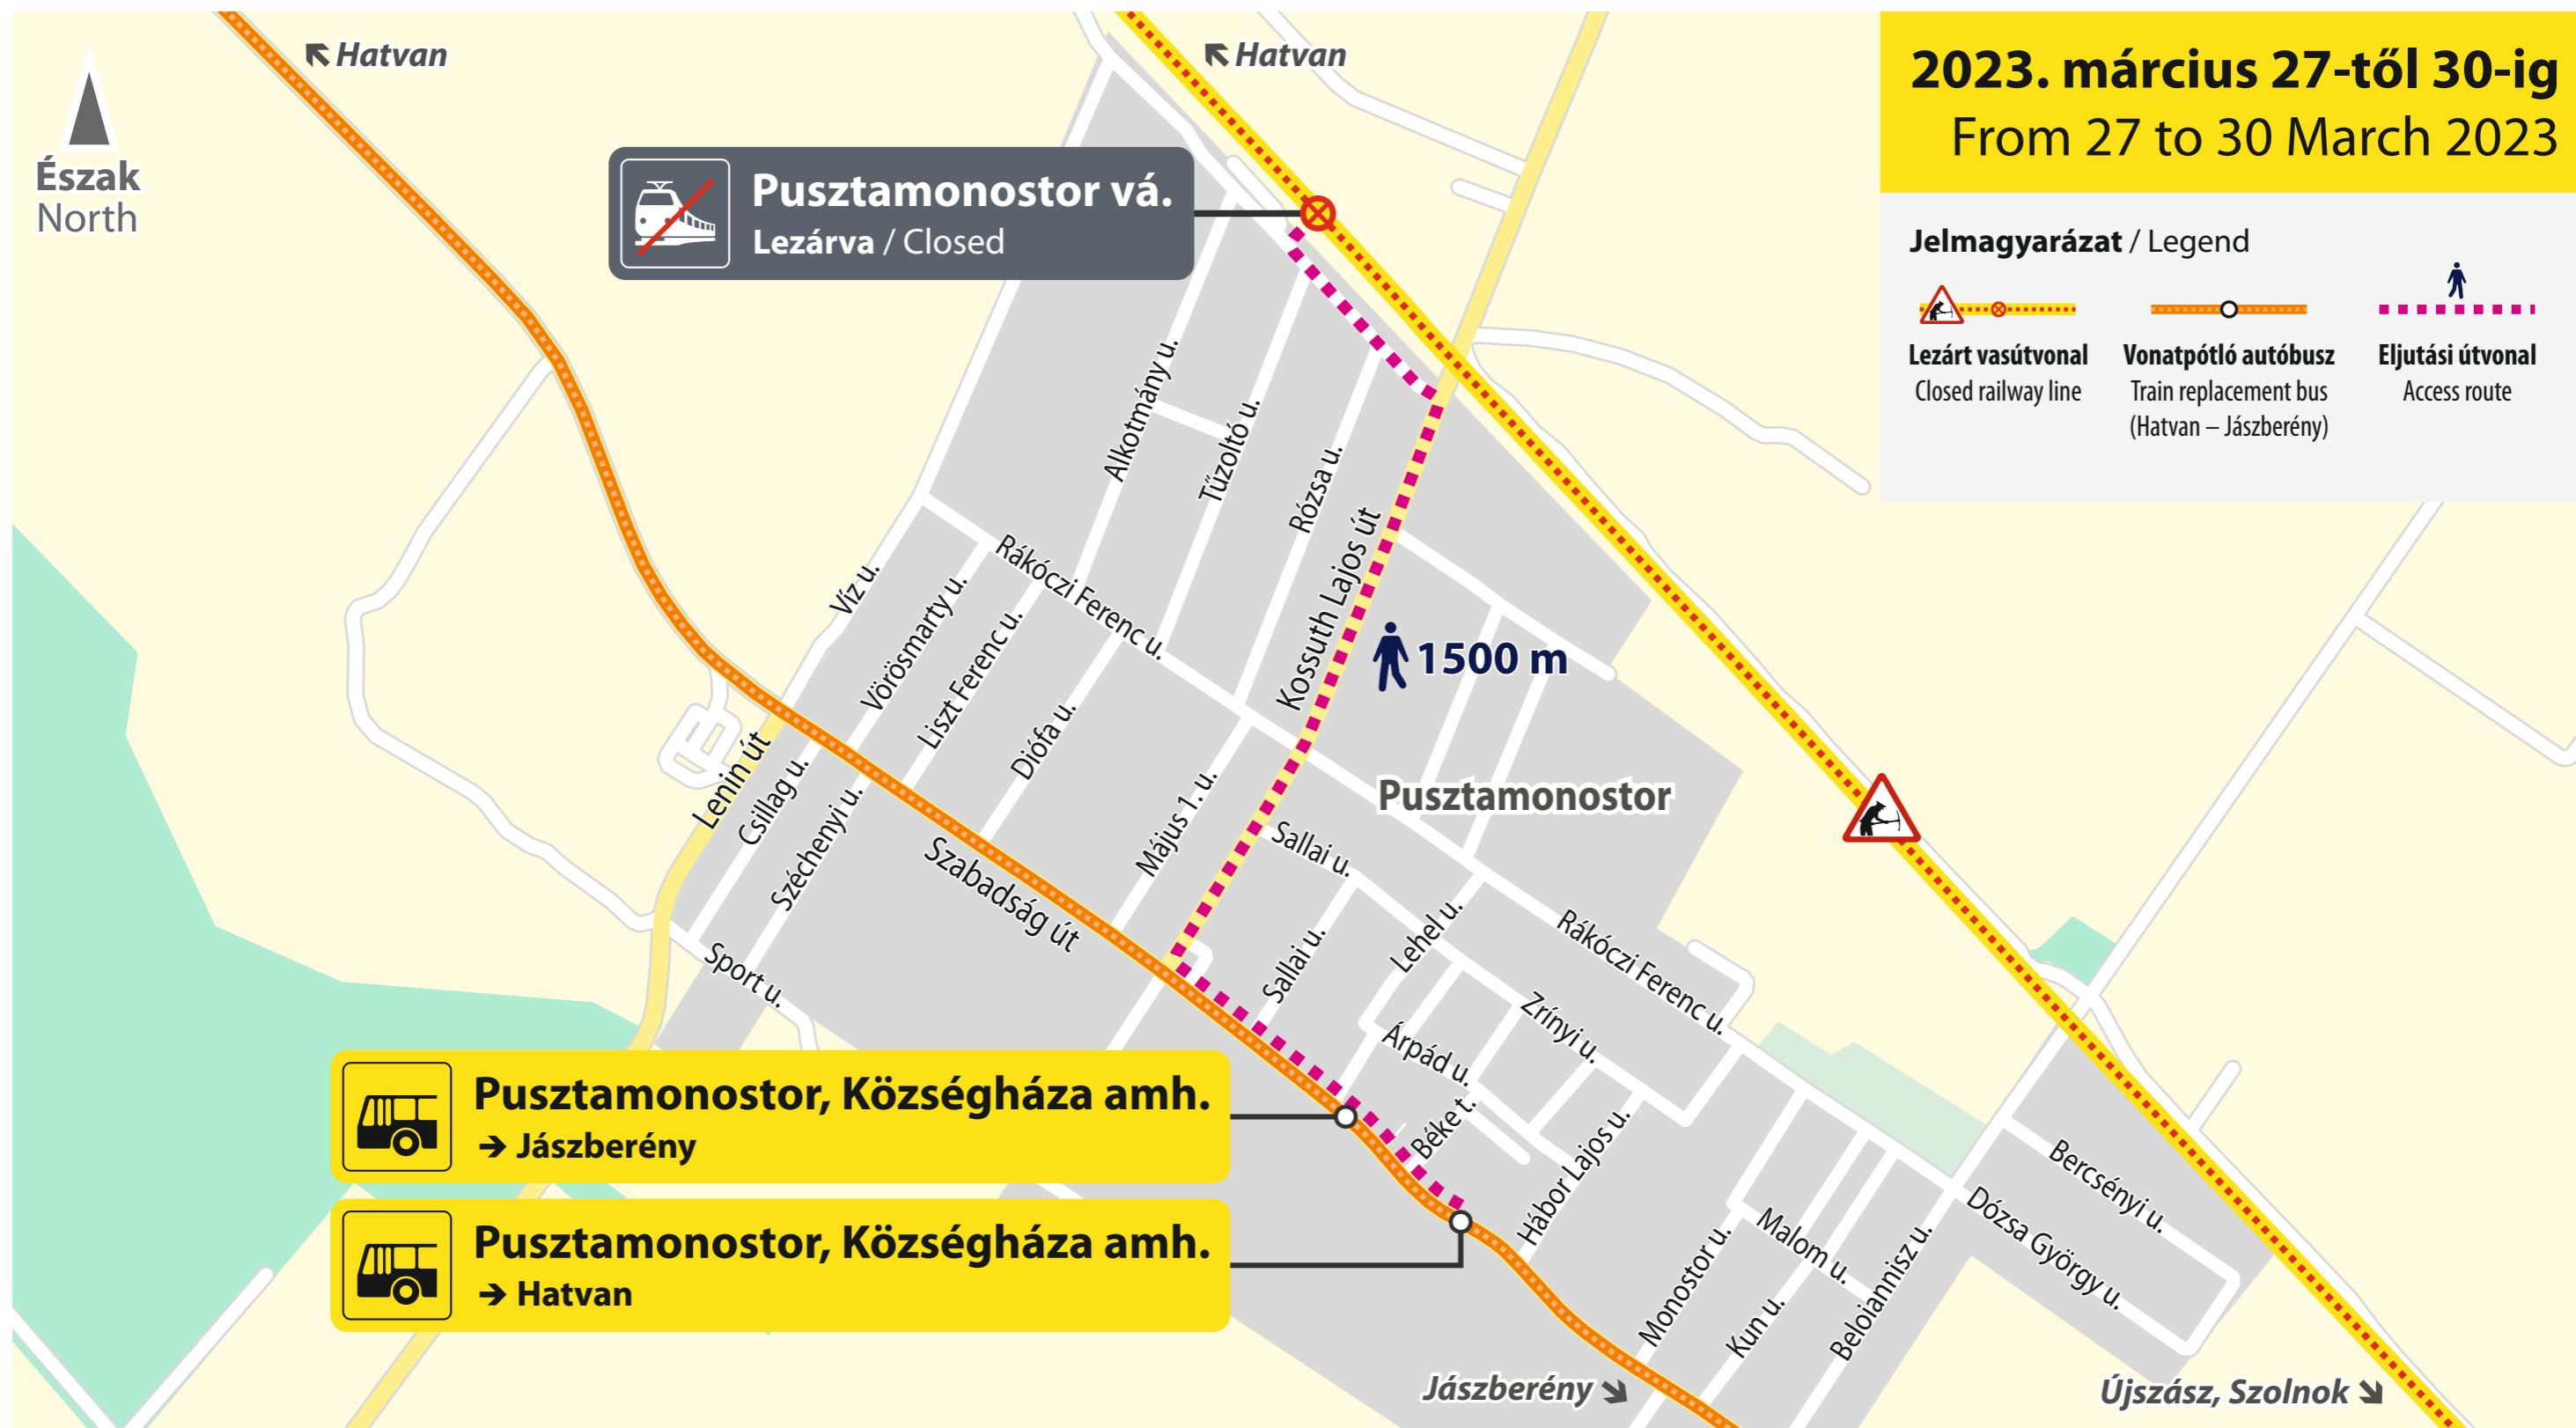 Hatvan
Hatvan
2023. március 27-től 30-ig
From 27 to 30 March 2023
Észak
North
Pusztamonostor vá.
Lezárva / Closed
Jelmagyarázat / Legend
Lezárt vasútvonal
Closed railway line
Vonatpótló autóbusz
Train replacement bus
(Hatvan – Jászberény)
Eljutási útvonal
Access route
Alkotmány u.
Tűzoltó u.
Rózsa u.
Kossuth Lajos út
Rákóczi Ferenc u.
Víz u.
Vörösmarty u.
Liszt Ferenc u.
Diófa u.
1500 m
Lenin út
Csillag u.
Széchenyi u.
Május 1. u.
Pusztamonostor
Szabadság út
Sallai u.
Sallai u.
Lehel u.
Rákóczi Ferenc u.
Sport u.
Zrínyi u.
Árpád u.
Béke t.
Hábor Lajos u.
Pusztamonostor, Községháza amh.
→ Jászberény
Pusztamonostor, Községháza amh.
→ Hatvan
Bercsényi u.
Dózsa György u.
Malom u.
Monostor u.
Kun u.
Beloiannisz u.
Jászberény
Újszász, Szolnok